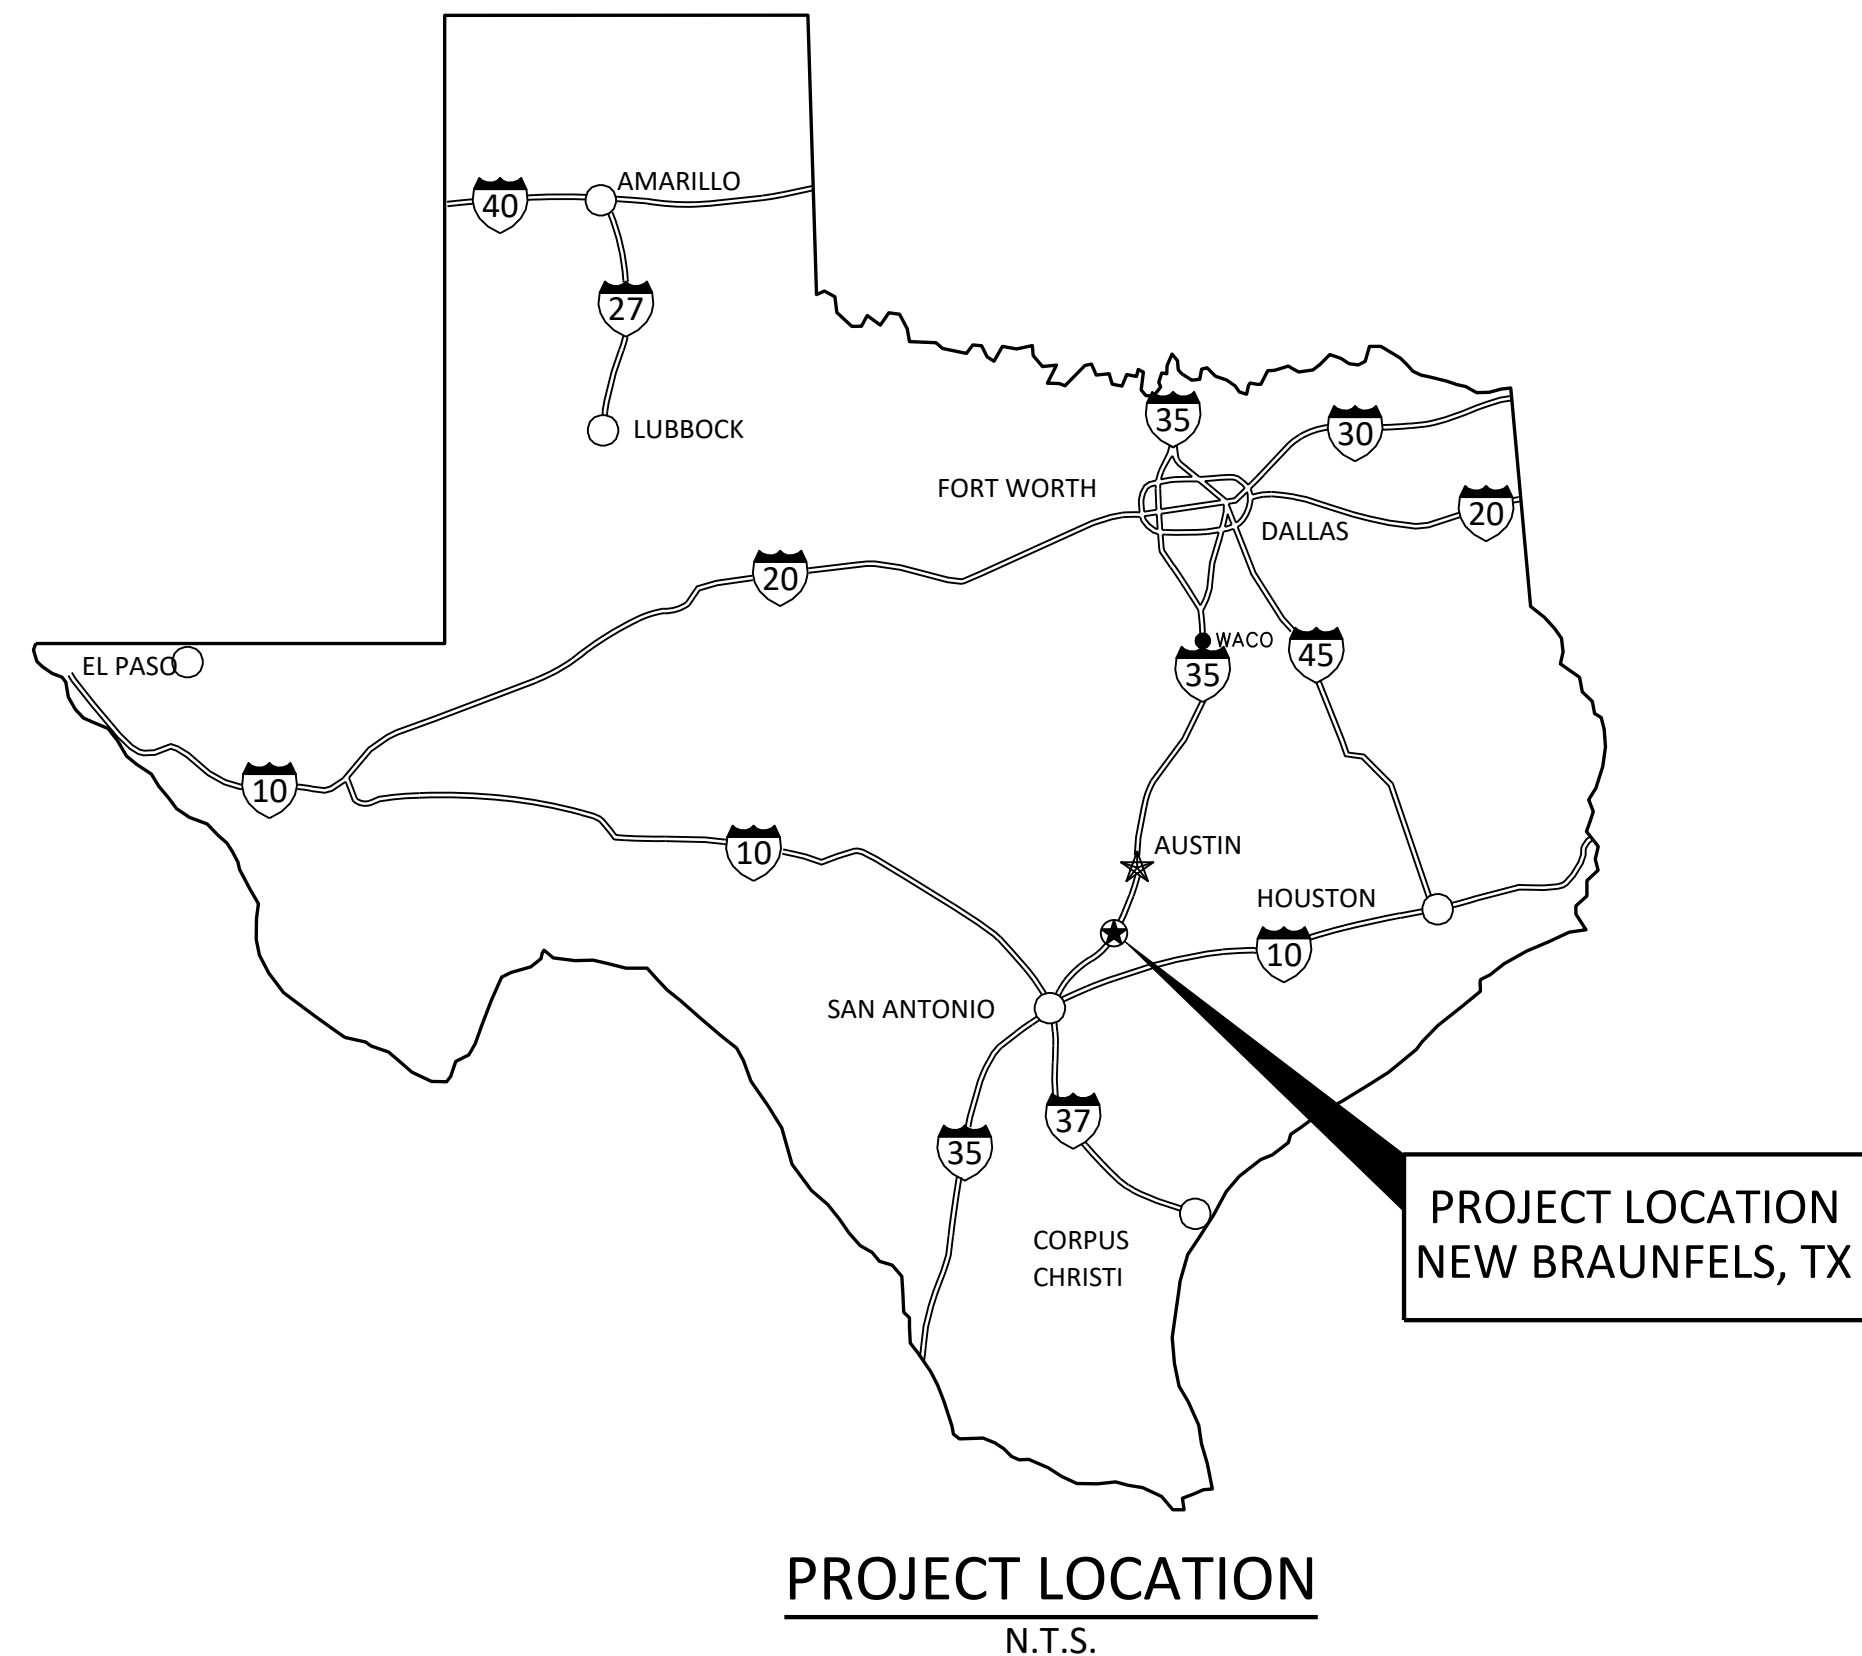 AMARILLO
40
27
LUBBOCK
35
30
FORT WORTH
20
DALLAS
20
WACO
45
35
EL PASO
10
10
AUSTIN
HOUSTON
10
SAN ANTONIO
37
35
PROJECT LOCATION
NEW BRAUNFELS, TX
CORPUS
CHRISTI
PROJECT LOCATION
N.T.S.